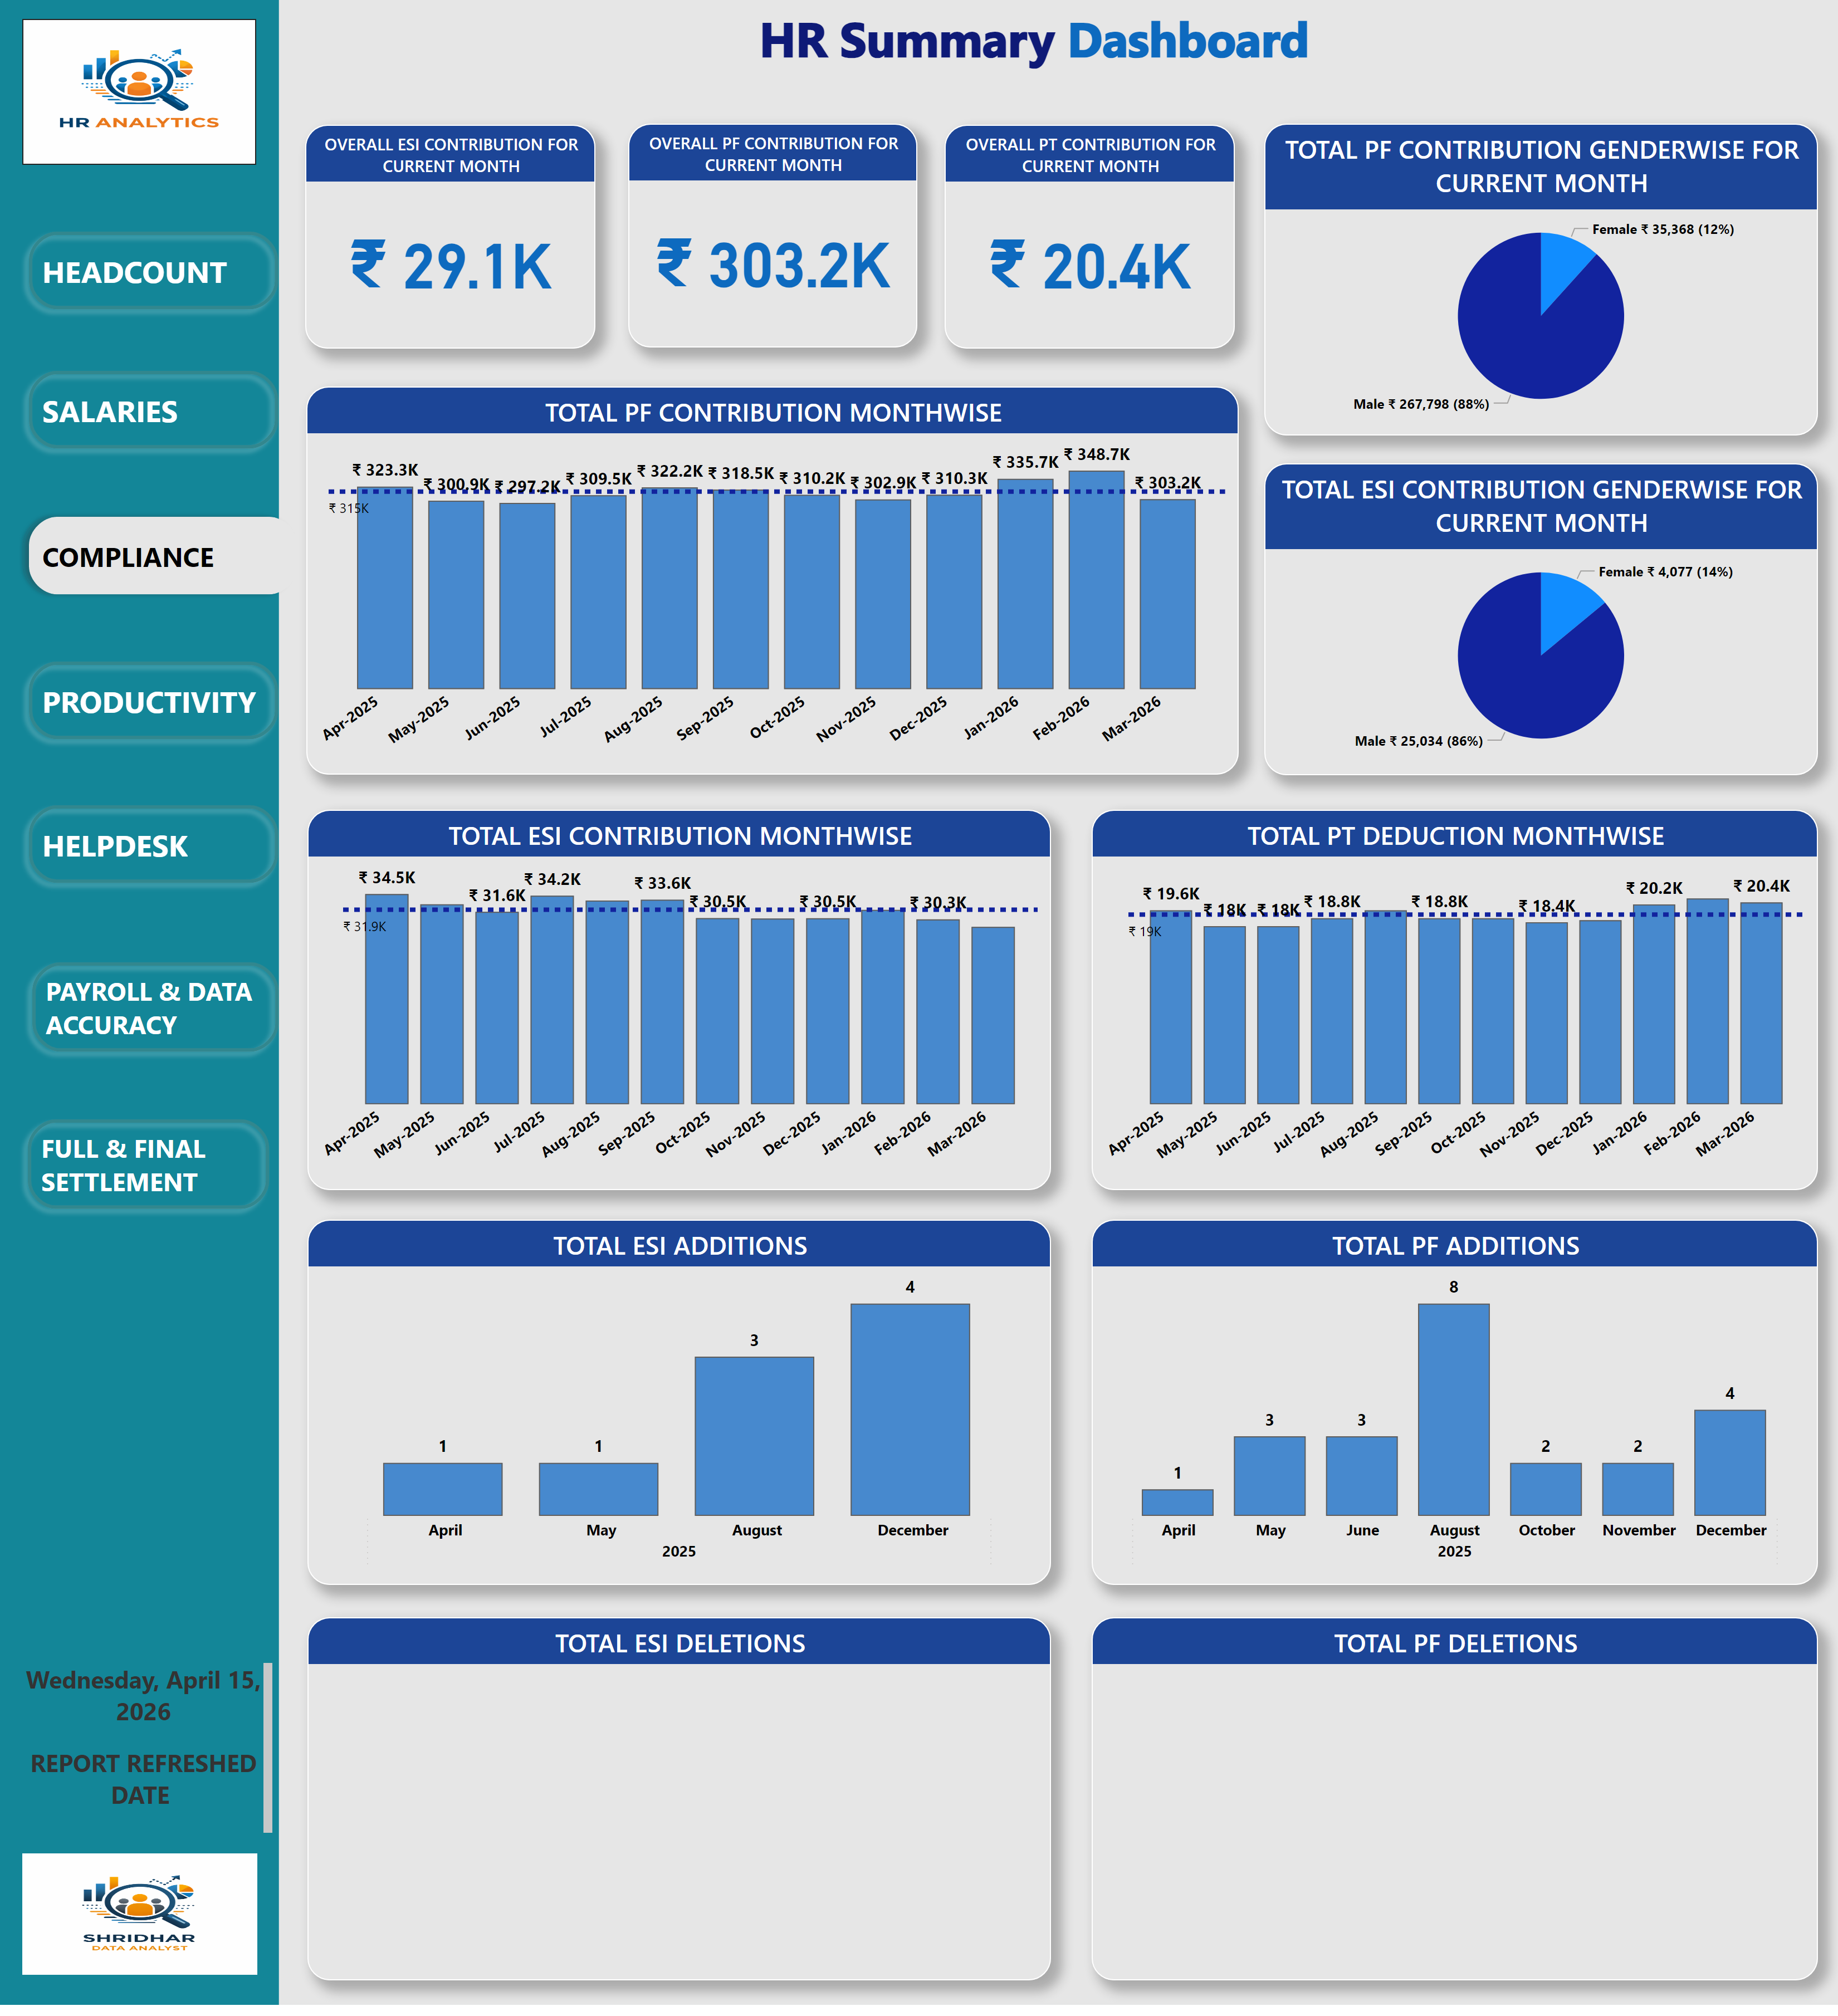 HR Summary Dashboard
HR ANALYTICS
HEADCOUNT
SALARIES
COMPLIANCE
PRODUCTIVITY
HELPDESK
PAYROLL & DATA
ACCURACY
FULL & FINAL
SETTLEMENT
Wednesday, April 15,
2026
REPORT REFRESHED
DATE
SHRIDHAR
DATA ANALYST
OVERALL ESI CONTRIBUTION FOR
CURRENT MONTH
₹ 29.1K
OVERALL PF CONTRIBUTION FOR
CURRENT MONTH
₹ 303.2K
OVERALL PT CONTRIBUTION FOR
CURRENT MONTH
₹ 20.4K
TOTAL PF CONTRIBUTION GENDERWISE FOR
CURRENT MONTH
Female ₹ 35,368 (12%)
Male ₹ 267,798 (88%)
TOTAL PF CONTRIBUTION MONTHWISE
₹ 323.3K ₹ 300.9K ₹ 297.2K ₹ 309.5K ₹ 322.2K ₹ 318.5K ₹ 310.2K ₹ 302.9K ₹ 310.3K ₹ 335.7K ₹ 348.7K ₹ 303.2K
₹ 315K
Apr-2025 May-2025 Jun-2025 Jul-2025 Aug-2025 Sep-2025 Oct-2025 Nov-2025 Dec-2025 Jan-2026 Feb-2026 Mar-2026
TOTAL ESI CONTRIBUTION GENDERWISE FOR
CURRENT MONTH
Female ₹ 4,077 (14%)
Male ₹ 25,034 (86%)
TOTAL ESI CONTRIBUTION MONTHWISE
₹ 34.5K ₹ 31.6K ₹ 34.2K ₹ 33.6K ₹ 30.5K ₹ 30.5K ₹ 30.3K
₹ 31.9K
Apr-2025 May-2025 Jun-2025 Jul-2025 Aug-2025 Sep-2025 Oct-2025 Nov-2025 Dec-2025 Jan-2026 Feb-2026 Mar-2026
TOTAL PT DEDUCTION MONTHWISE
₹ 19.6K ₹ 18K ₹ 18K ₹ 18.8K ₹ 18.8K ₹ 18.4K ₹ 20.2K ₹ 20.4K
₹ 19K
Apr-2025 May-2025 Jun-2025 Jul-2025 Aug-2025 Sep-2025 Oct-2025 Nov-2025 Dec-2025 Jan-2026 Feb-2026 Mar-2026
TOTAL ESI ADDITIONS
1 1 3 4
April May August December
2025
TOTAL PF ADDITIONS
1 3 3 8 2 2 4
April May June August October November December
2025
TOTAL ESI DELETIONS
TOTAL PF DELETIONS